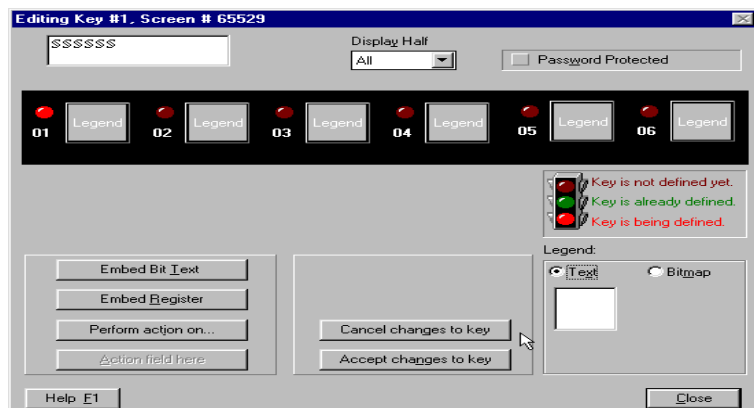 Editing Key #1, Screen # 65529
SSSSSS
Display Half
All
Password Protected
01 Legend 02 Legend 03 Legend 04 Legend 05 Legend 06 Legend
Key is not defined yet.
Key is already defined.
Key is being defined.
Legend:
Text Bitmap
Embed Bit Text
Embed Register
Perform action on...
Cancel changes to key
Action field here
Accept changes to key
Help F1
Close